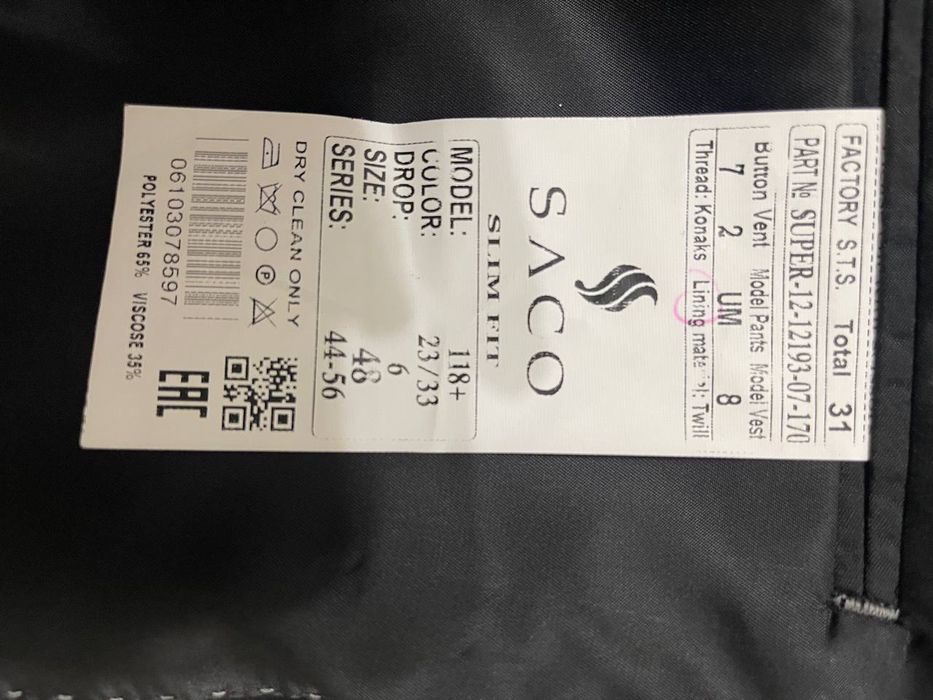 FACTORY S.T.S. Total 31
PART № SUPER-12-12193-07-170
Button Vent Model Pants Model Vest
7 2 UM 8
Thread: Konaks Lining mate l: Twill
SACO
SLIM FIT
MODEL: 118+
COLOR: 23/33
DROP: 6
SIZE: 48
SERIES: 44-56
DRY CLEAN ONLY
P
0610307859​7
EAC
POLYESTER 65% VISCOSE 35%